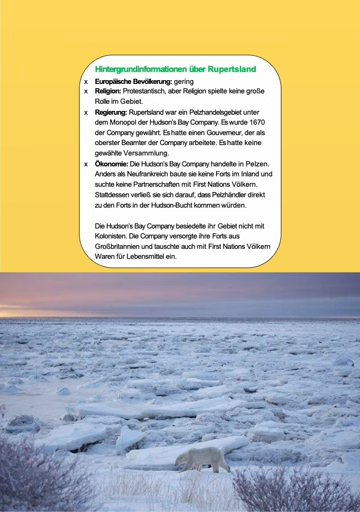 Hintergrundinformationen über Rupertsland
x Europäische Bevölkerung: gering
x Religion: Protestantisch, aber Religion spielte keine große
Rolle im Gebiet.
x Regierung: Rupertsland war ein Pelzhandelsgebiet unter
dem Monopol der Hudson's Bay Company. Es wurde 1670
der Company gewährt. Es hatte einen Gouverneur, der als
oberster Beamter der Company arbeitete. Es hatte keine
gewählte Versammlung.
x Ökonomie: Die Hudson's Bay Company handelte in Pelzen.
Anders als Neufrankreich baute sie keine Forts im Inland und
suchte keine Partnerschaften mit First Nations Völkern.
Stattdessen verließ sie sich darauf, dass Pelzhändler direkt
zu den Forts in der Hudson-Bucht kommen würden.
Die Hudson's Bay Company besiedelte ihr Gebiet nicht mit
Kolonisten. Die Company versorgte ihre Forts aus
Großbritannien und tauschte auch mit First Nations Völkern
Waren für Lebensmittel ein.